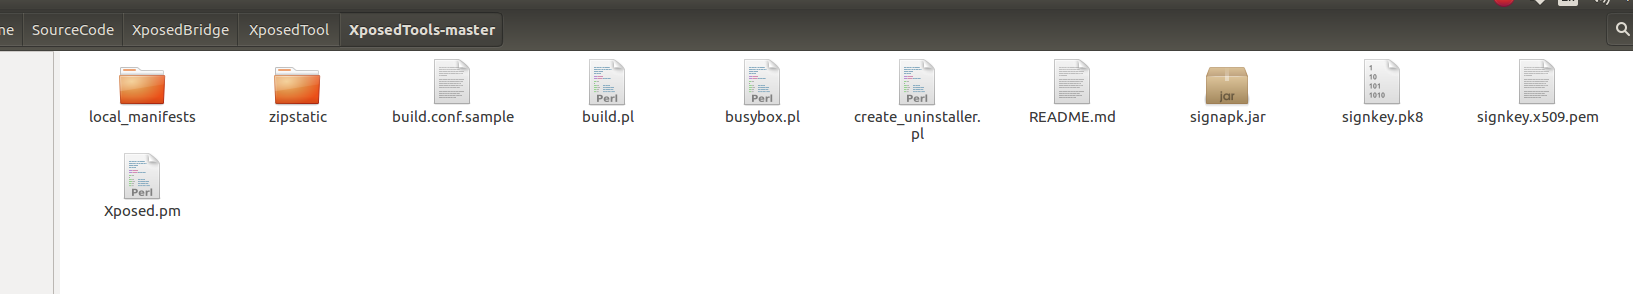 me SourceCode XposedBridge XposedTool XposedTools-master
local_manifests zipstatic build.conf.sample build.pl busybox.pl create_uninstaller. README.md signapk.jar signkey.pk8 signkey.x509.pem
pl
Perl Perl Perl jar 1
10
101
1010
Perl
Xposed.pm